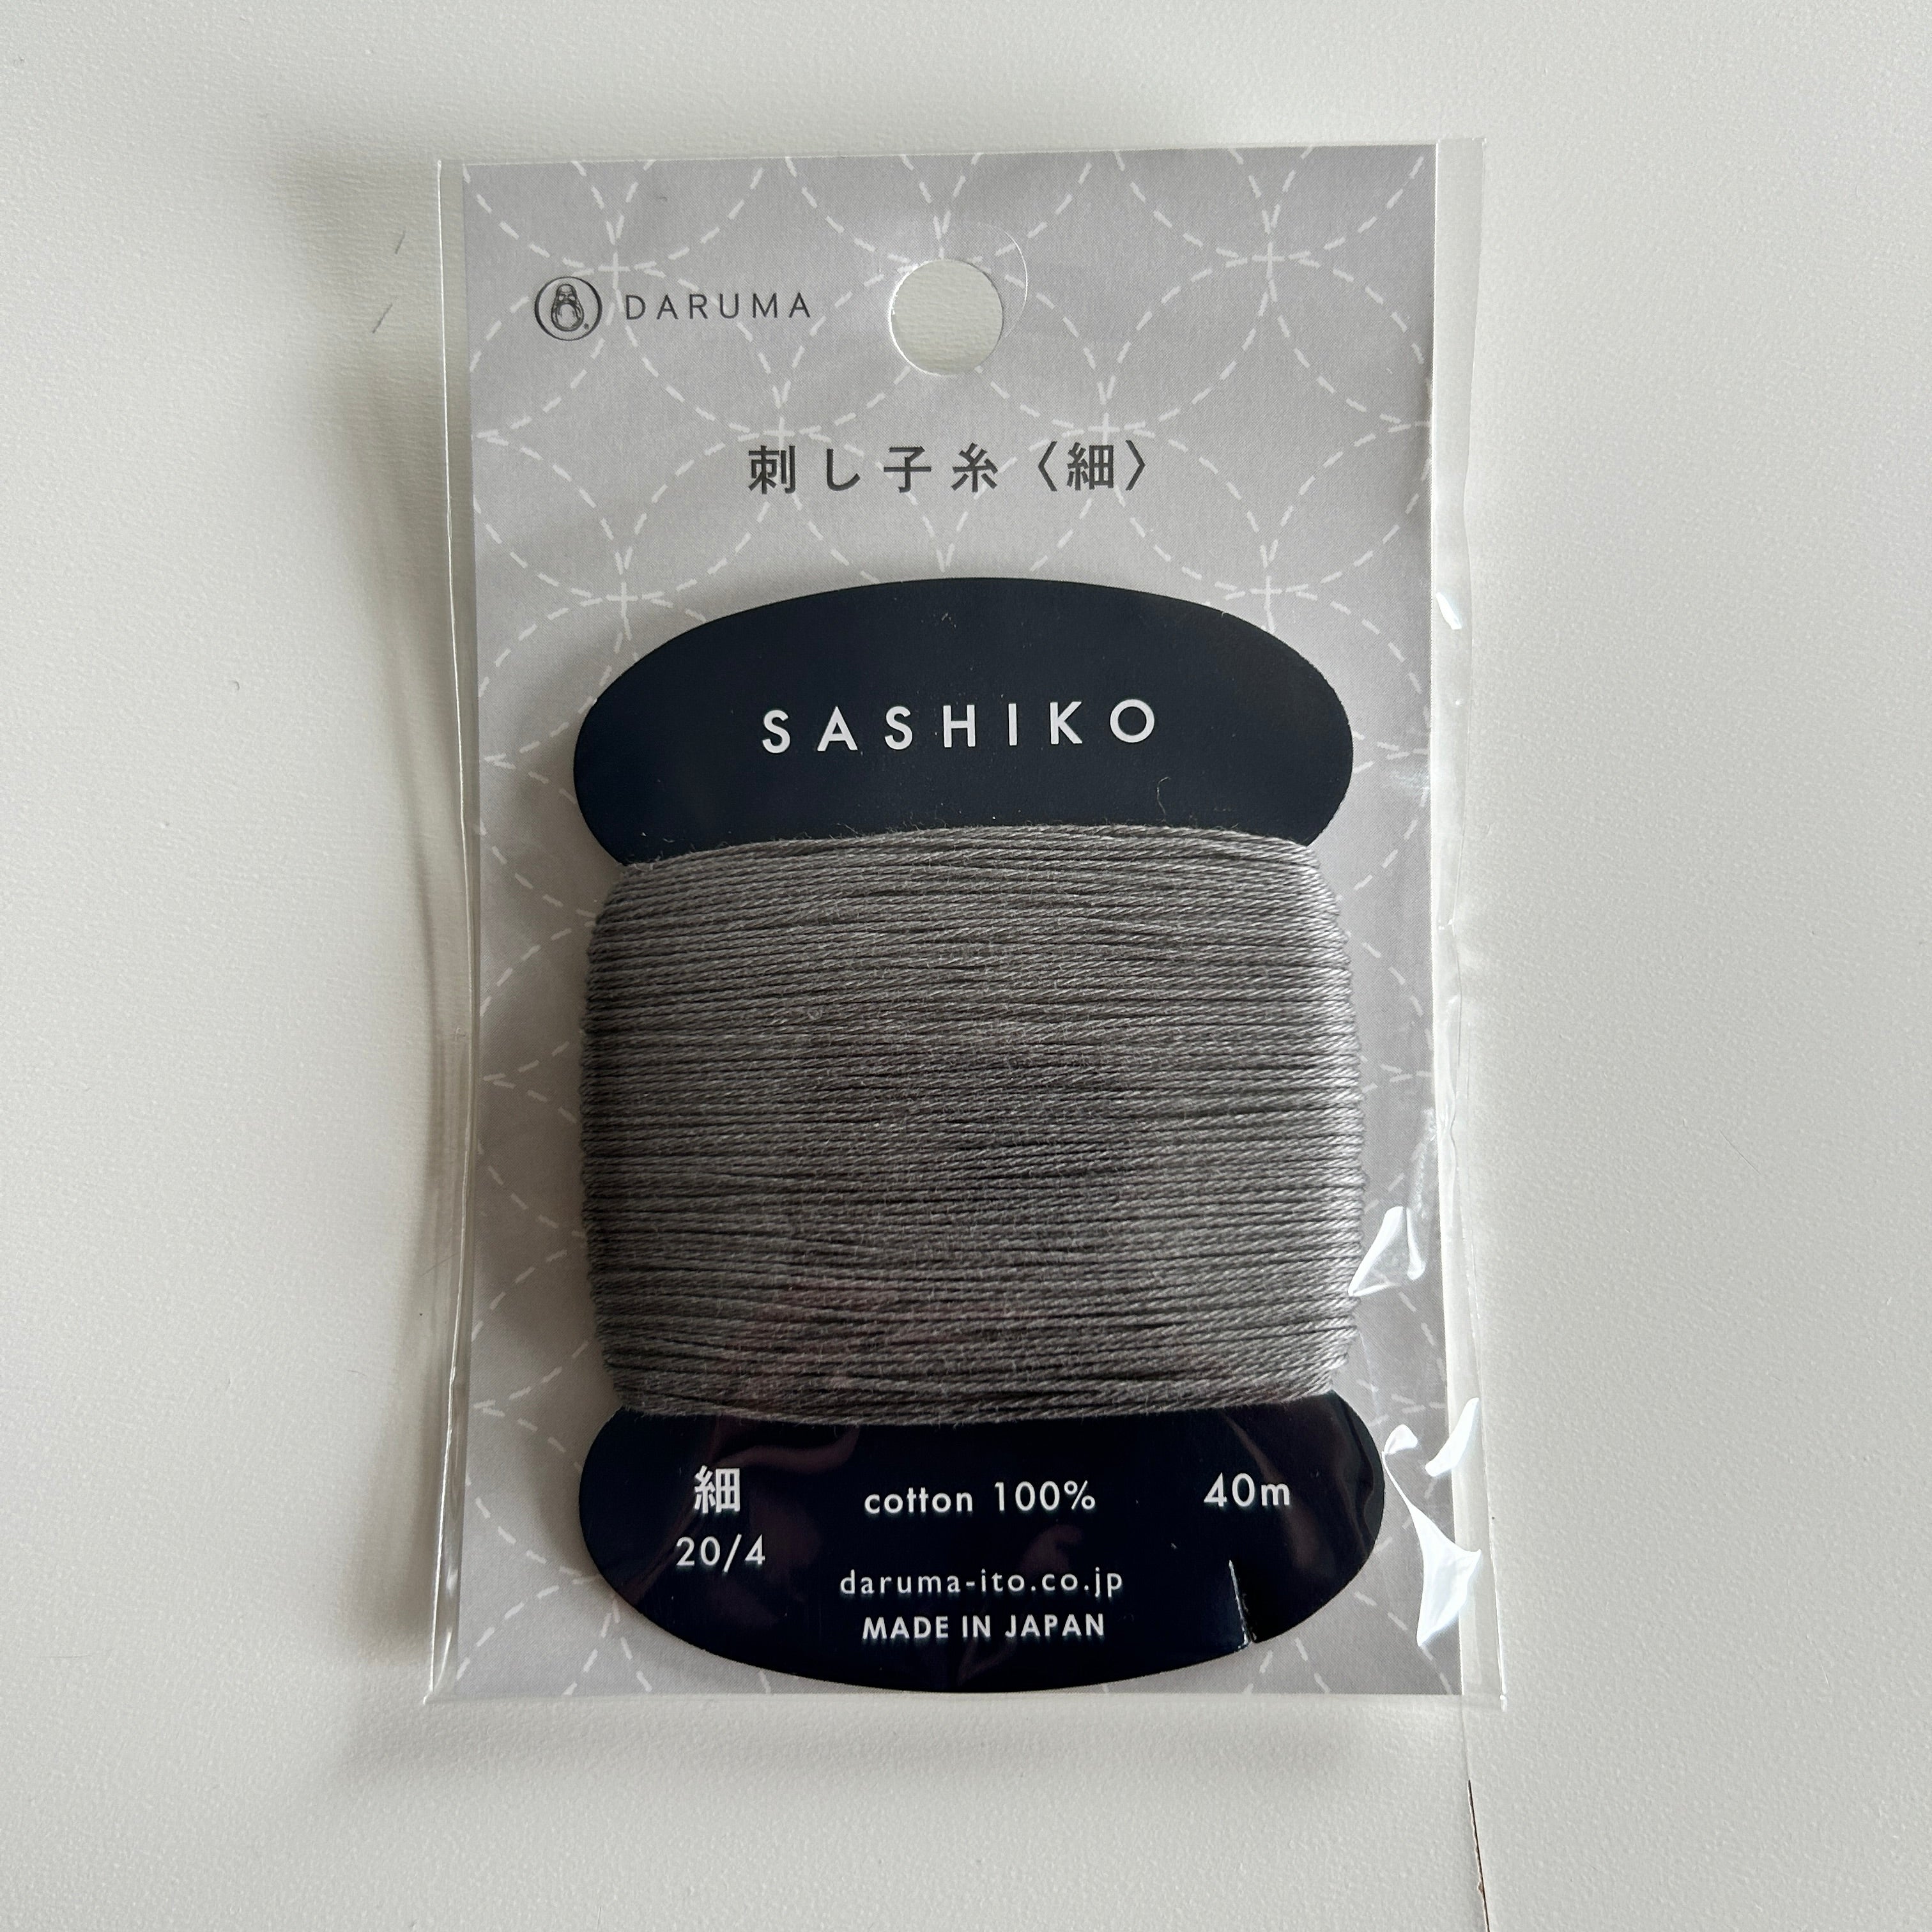 DARUMA
刺し子糸〈細〉
SASHIKO
細
20/4
cotton 100%
40m
daruma-ito.co.jp
MADE IN JAPAN